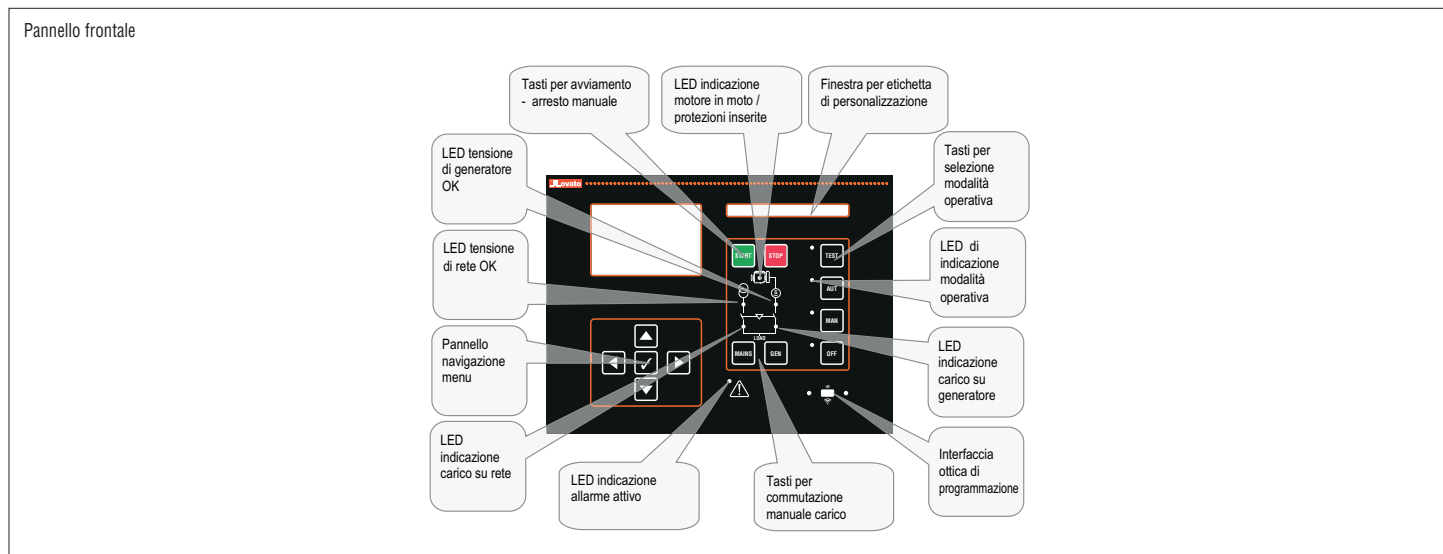 Pannello frontale
Tasti per avviamento
- arresto manuale
LED indicazione
motore in moto /
protezioni inserite
Finestra per etichetta
di personalizzazione
LED tensione
di generatore
OK
Tasti per
selezione
modalità
operativa
LED tensione
di rete OK
LED di
indicazione
modalità
operativa
Pannello
navigazione
menu
LED
indicazione
carico su
generatore
LED
indicazione
carico su rete
LED indicazione
allarme attivo
Tasti per
commutazione
manuale carico
Interfaccia
ottica di
programmazione
Lovato
START
STOP
TEST
AUT
MAN
OFF
LOAD
MAINS
GEN